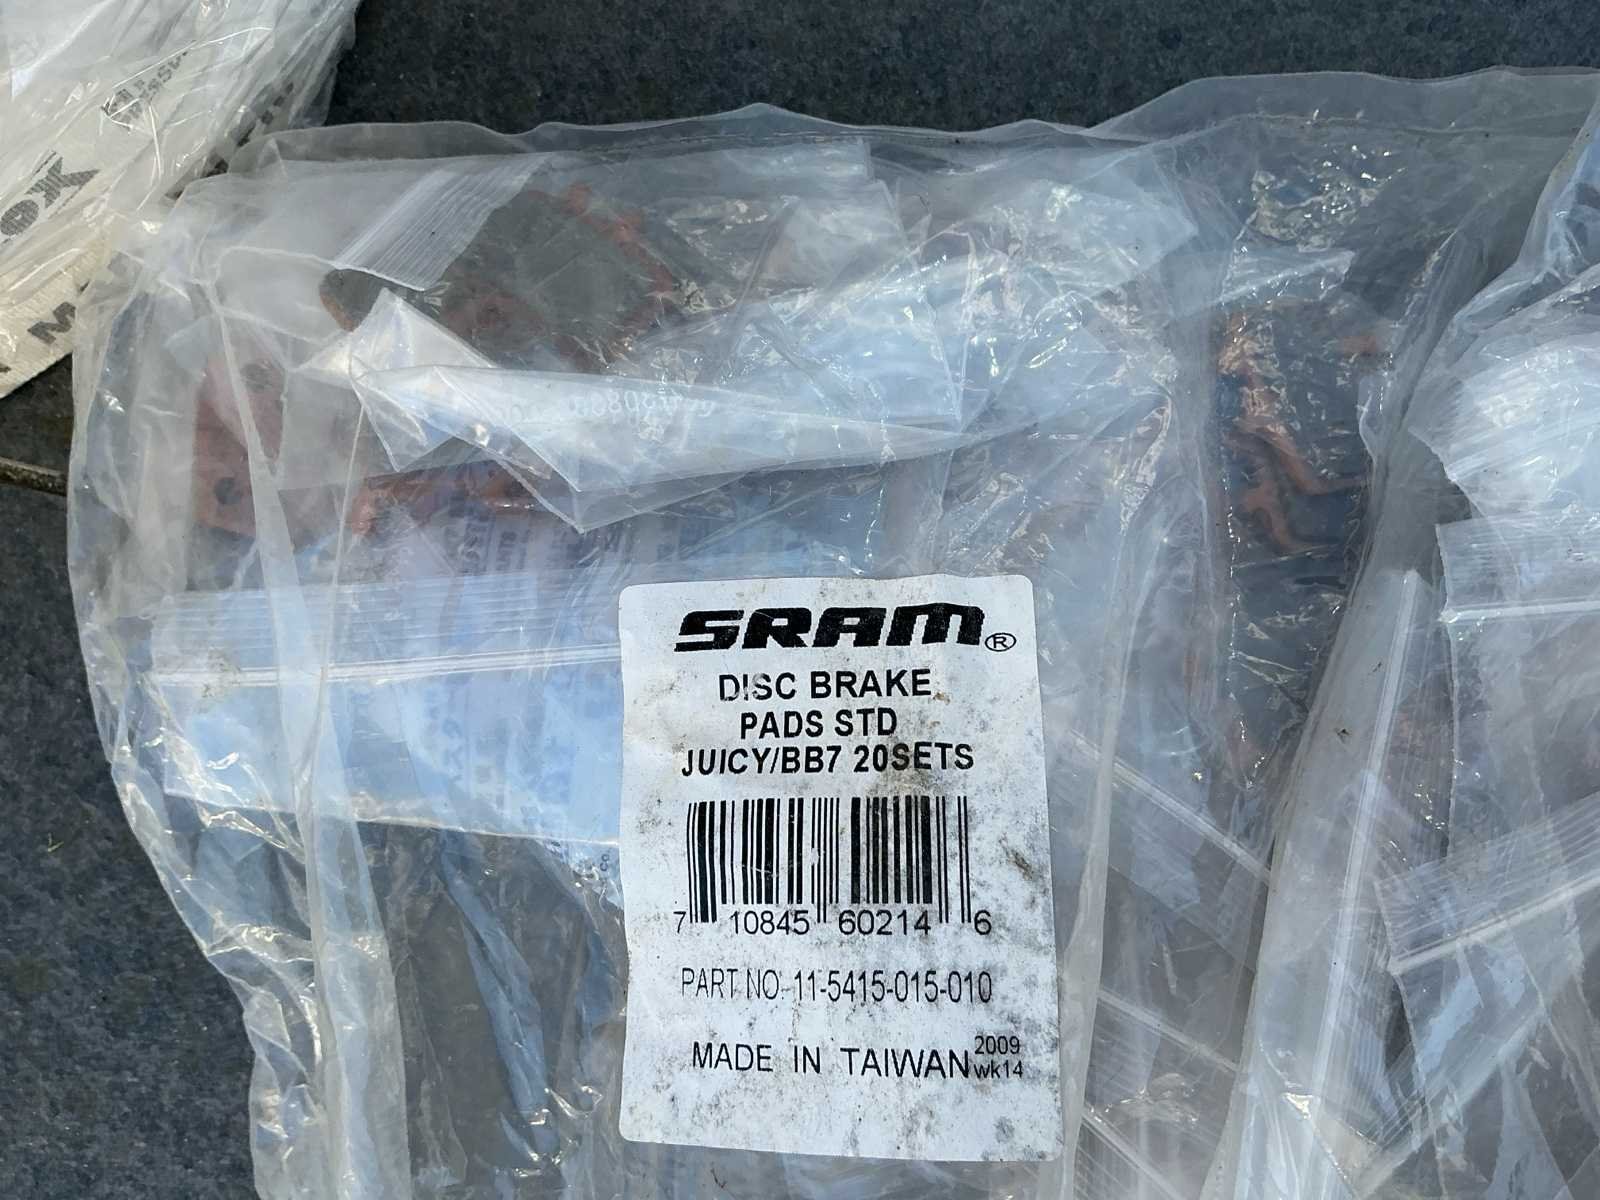 SRAM®
DISC BRAKE
PADS STD
JUICY/BB7 20SETS
7 10845 60214 6
PART NO: 11-5415-015-010
MADE IN TAIWAN 2009
wk14